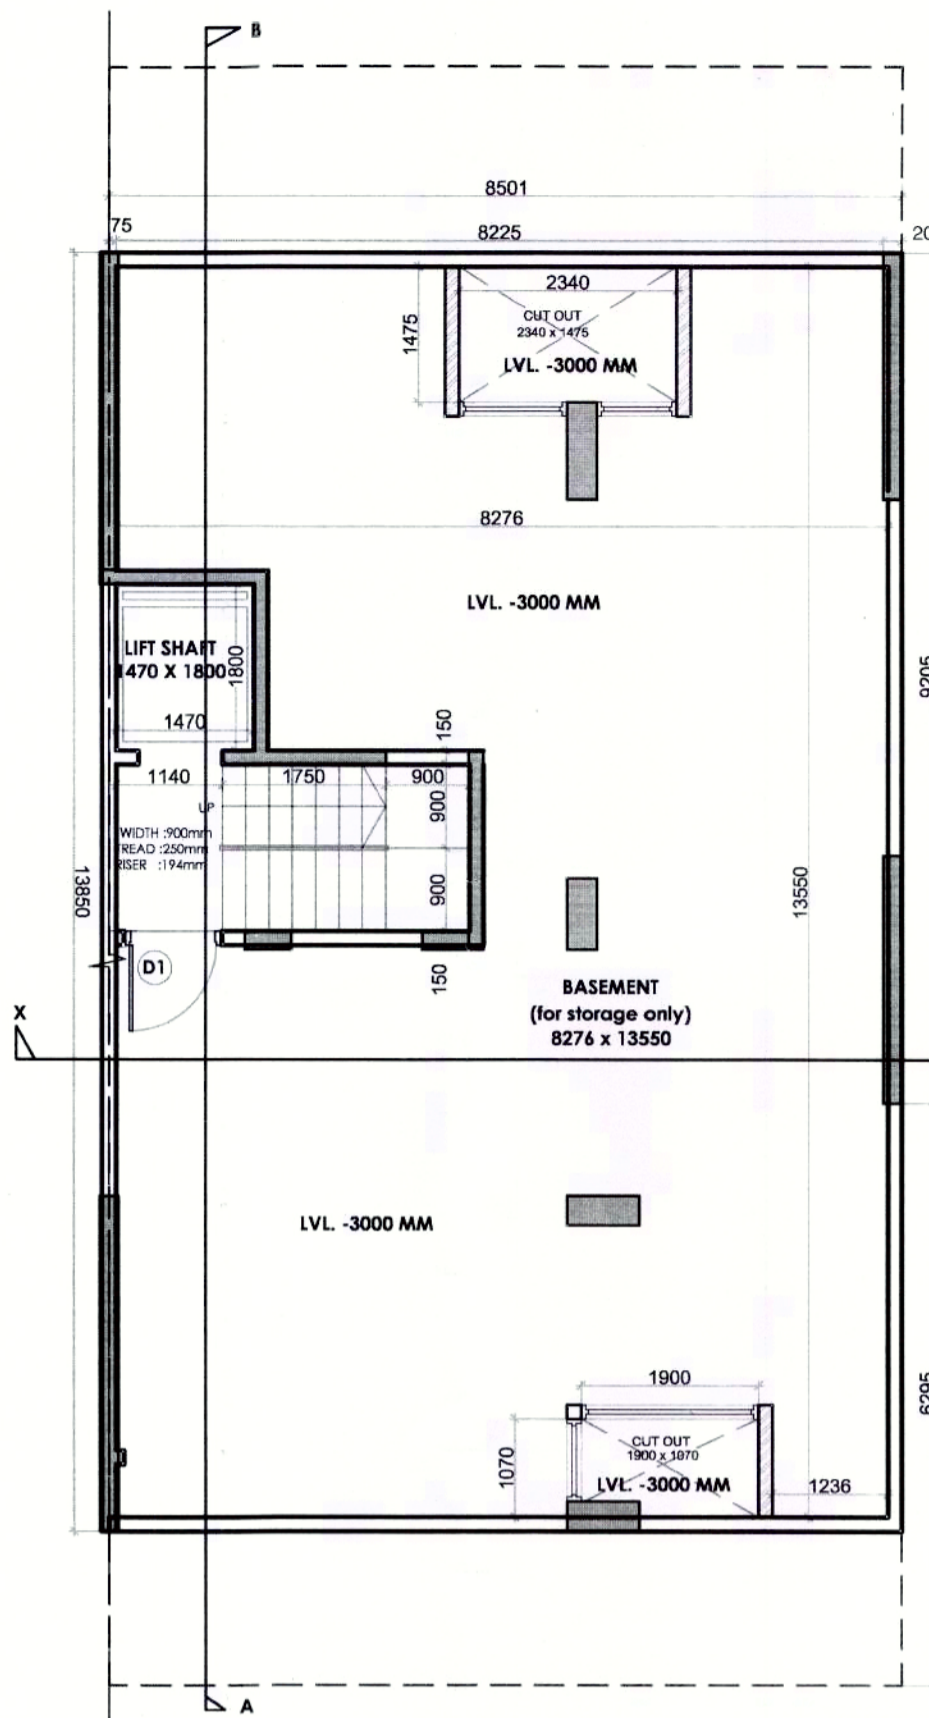 B
8501
75
8225
20
2340
1475
CUT OUT
2340 x 1475
LVL. -3000 MM
8276
LVL. -3000 MM
LIFT SHAFT
1470 X 1800
1800
9205
1470
150
1140
1750
900
UP
900
WIDTH :900mm
TREAD :250mm
RISER :194mm
900
13850
13550
D1
150
BASEMENT
(for storage only)
8276 x 13550
X
LVL. -3000 MM
1900
6295
CUT OUT
1900 x 1070
1070
LVL. -3000 MM
1236
A